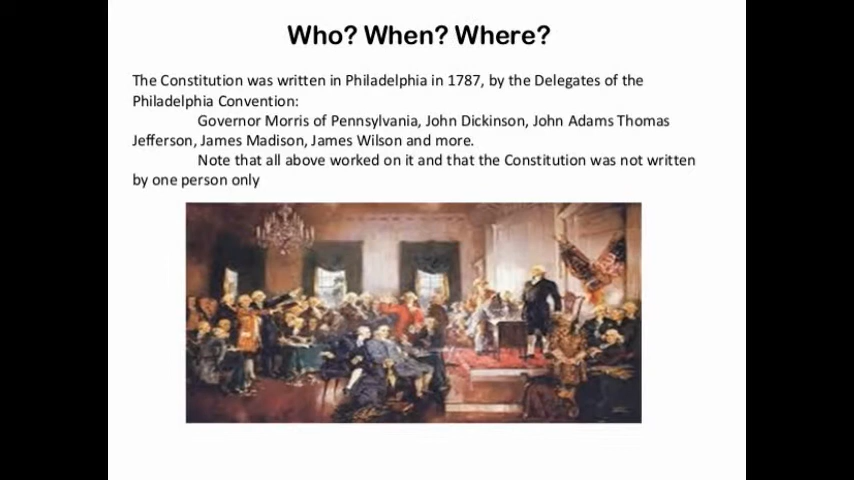 Who? When? Where?
The Constitution was written in Philadelphia in 1787, by the Delegates of the
Philadelphia Convention:
Governor Morris of Pennsylvania, John Dickinson, John Adams Thomas
Jefferson, James Madison, James Wilson and more.
Note that all above worked on it and that the Constitution was not written
by one person only